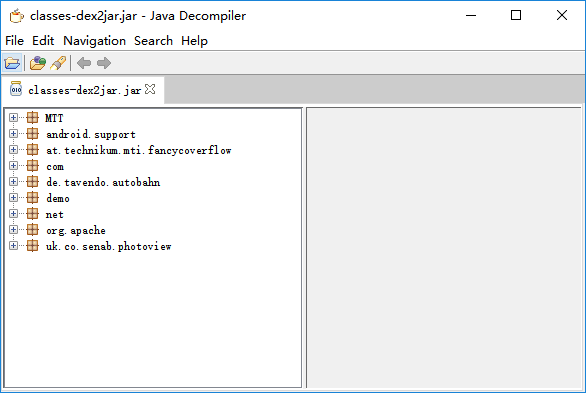 classes-dex2jar.jar - Java Decompiler
File Edit Navigation Search Help
classes-dex2jar.jar
MTT
android.support
at.technikum.mti.fancycoverflow
com
de.tavendo.autobahn
demo
net
org.apache
uk.co.senab.photoview